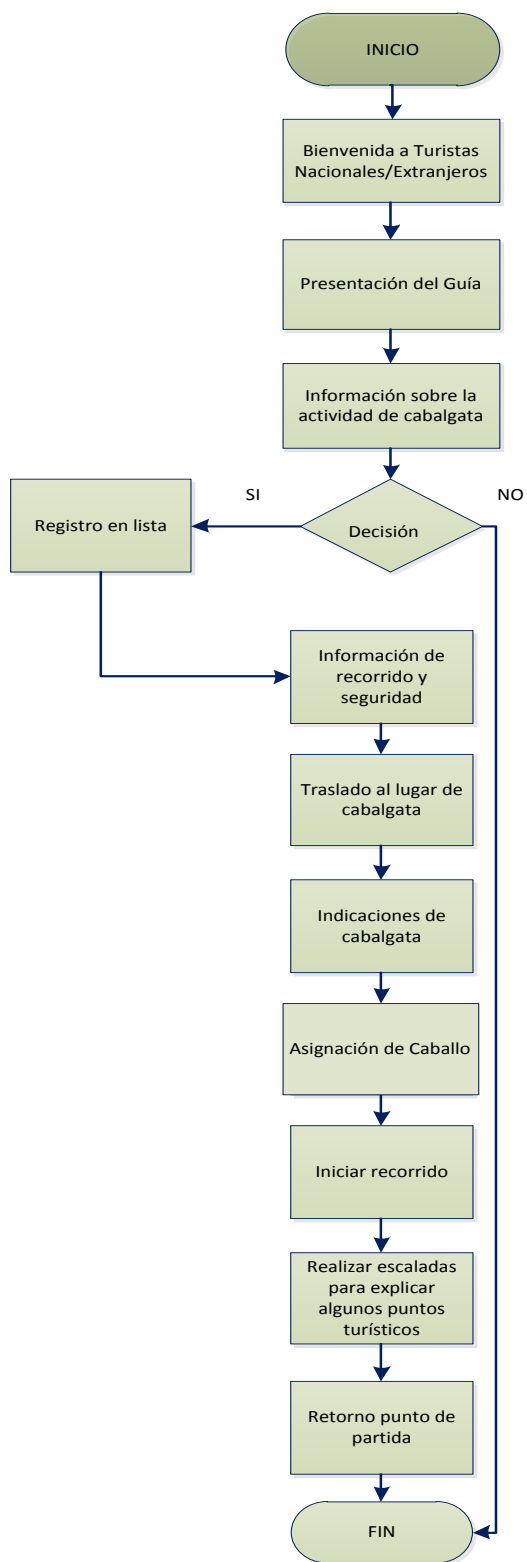 INICIO
Bienvenida a Turistas
Nacionales/Extranjeros
Presentación del Guía
Información sobre la
actividad de cabalgata
SI
NO
Registro en lista
Decisión
Información de
recorrido y
seguridad
Traslado al lugar de
cabalgata
Indicaciones de
cabalgata
Asignación de Caballo
Iniciar recorrido
Realizar escaladas
para explicar
algunos puntos
turísticos
Retorno punto de
partida
FIN